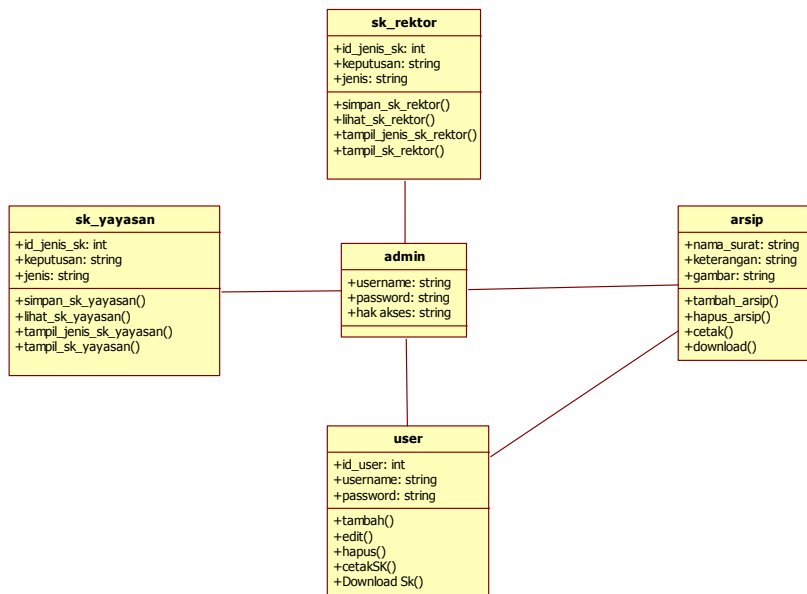 sk_rektor
+id_jenis_sk: int
+keputusan: string
+jenis: string
+simpan_sk_rektor()
+lihat_sk_rektor()
+tampil_jenis_sk_rektor()
+tampil_sk_rektor()
sk_yayasan
+id_jenis_sk: int
+keputusan: string
+jenis: string
+simpan_sk_yayasan()
+lihat_sk_yayasan()
+tampil_jenis_sk_yayasan()
+tampil_sk_yayasan()
admin
+username: string
+password: string
+hak akses: string
arsip
+nama_surat: string
+keterangan: string
+gambar: string
+tambah_arsip()
+hapus_arsip()
+cetak()
+download()
user
+id_user: int
+username: string
+password: string
+tambah()
+edit()
+hapus()
+cetakSK()
+Download Sk()